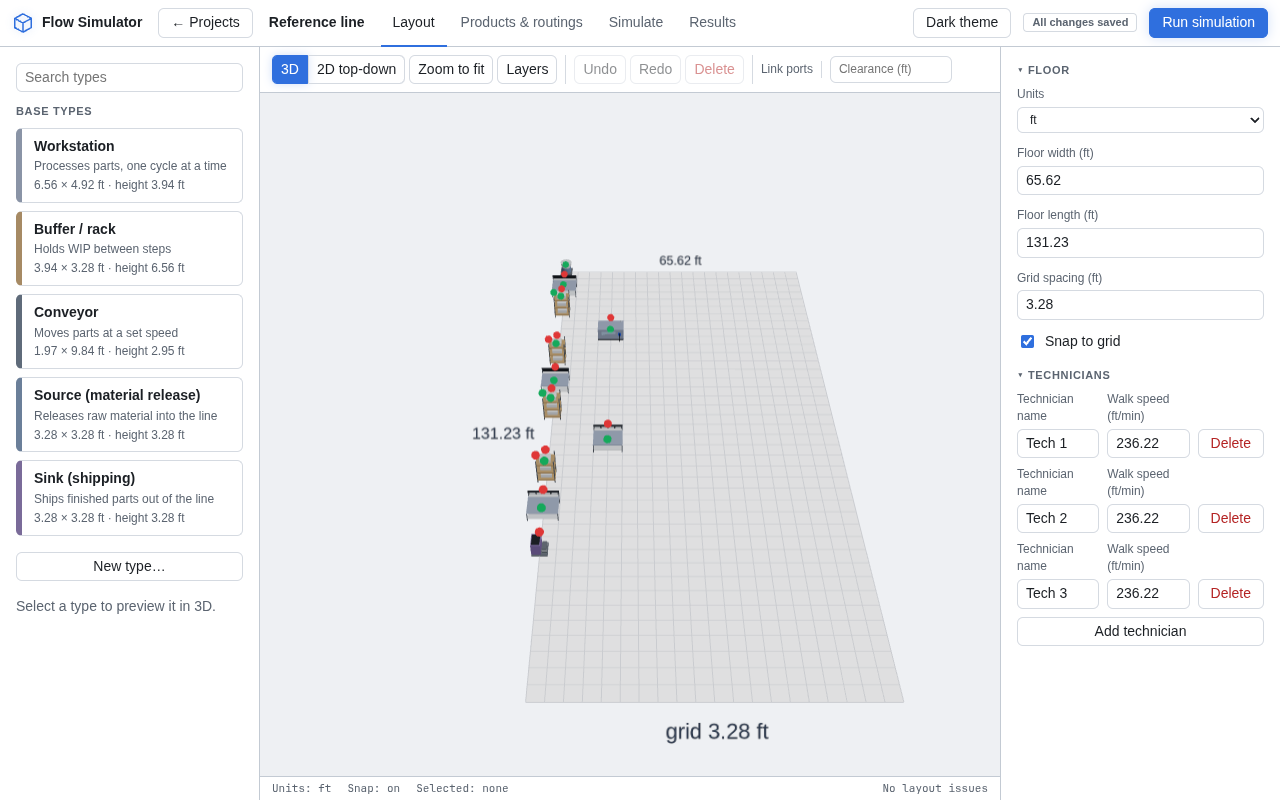 Flow Simulator
← Projects
Reference line
Layout
Products & routings
Simulate
Results
Dark theme
All changes saved
Run simulation
Search types
BASE TYPES
Workstation
Processes parts, one cycle at a time
6.56 × 4.92 ft · height 3.94 ft
Buffer / rack
Holds WIP between steps
3.94 × 3.28 ft · height 6.56 ft
Conveyor
Moves parts at a set speed
1.97 × 9.84 ft · height 2.95 ft
Source (material release)
Releases raw material into the line
3.28 × 3.28 ft · height 3.28 ft
Sink (shipping)
Ships finished parts out of the line
3.28 × 3.28 ft · height 3.28 ft
New type…
Select a type to preview it in 3D.
3D
2D top-down
Zoom to fit
Layers
Undo
Redo
Delete
Link ports
Clearance (ft)
65.62 ft
131.23 ft
grid 3.28 ft
Units: ft
Snap: on
Selected: none
No layout issues
FLOOR
Units
ft
Floor width (ft)
65.62
Floor length (ft)
131.23
Grid spacing (ft)
3.28
Snap to grid
TECHNICIANS
Technician name
Walk speed (ft/min)
Tech 1
236.22
Delete
Technician name
Walk speed (ft/min)
Tech 2
236.22
Delete
Technician name
Walk speed (ft/min)
Tech 3
236.22
Delete
Add technician